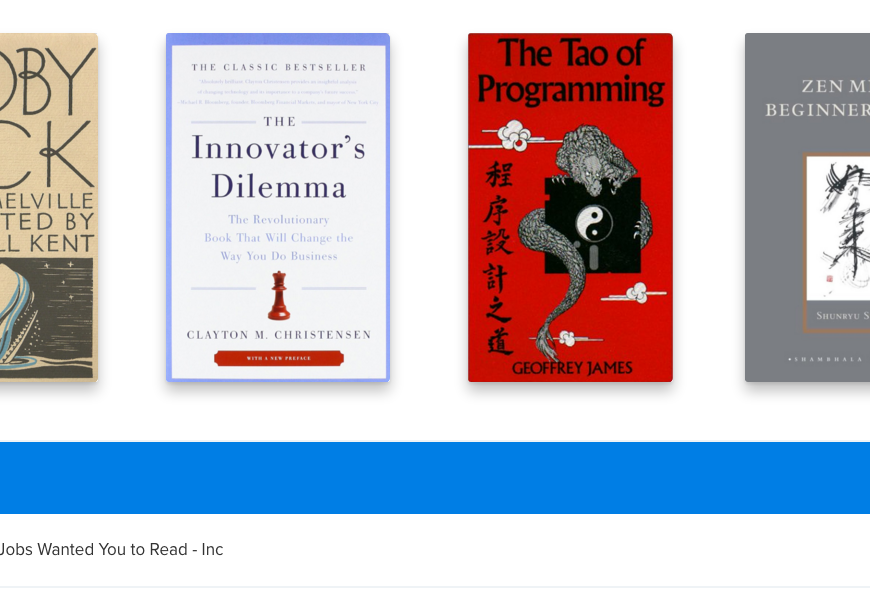 OBY
CK
MELVILLE
TED BY
LL KENT
THE CLASSIC BESTSELLER
THE
Innovator's
Dilemma
The Revolutionary
Book That Will Change the
Way You Do Business
CLAYTON M. CHRISTENSEN
WITH A NEW PREFACE
The Tao of
Programming
程序設計之道
GEOFFREY JAMES
ZEN MI
BEGINNER
SHUNRYU S
•SHAMBHALA
Jobs Wanted You to Read - Inc